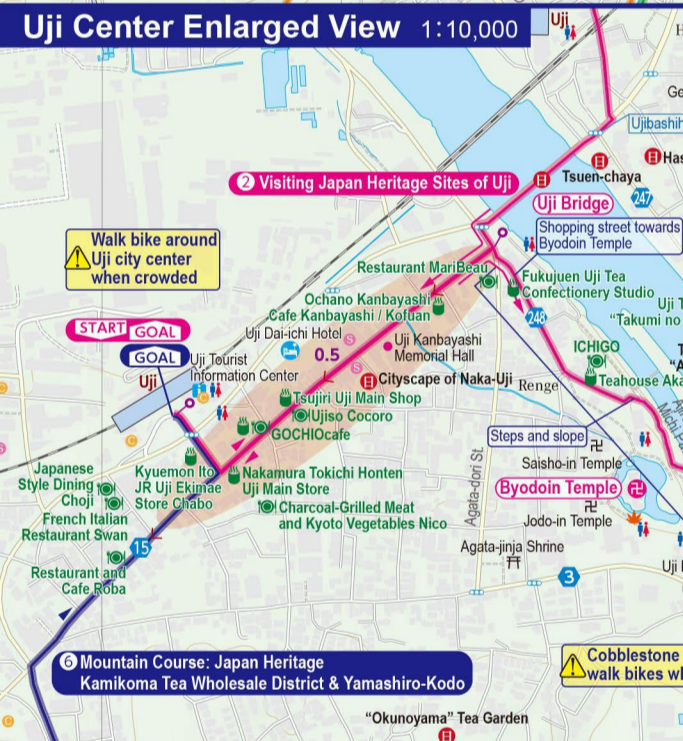 Uji Center Enlarged View 1:10,000
Uji
H
Ge
Ujibashih
Has
Tsuen-chaya
247
2 Visiting Japan Heritage Sites of Uji
Uji Bridge
Shopping street towards
Byodoin Temple
Walk bike around
Uji city center
when crowded
Restaurant MariBeau
Fukujuen Uji Tea
Confectionery Studio
Ochano Kanbayashi
Cafe Kanbayashi / Kofuan
Uji T
"Takumi no
248
START GOAL
GOAL
Uji Dai-ichi Hotel
0.5
S
S
Uji Kanbayashi
Memorial Hall
ICHIGO
Teahouse Aka
Uji Tourist
Information Center
Uji
Cityscape of Naka-Uji
Renge
C
C
C
Tsujiri Uji Main Shop
Ujiso Cocoro
GOCHIOcafe
Steps and slope
Saisho-in Temple
Byodoin Temple
Jodo-in Temple
Agata-dori St.
Agata-jinja Shrine
Uji
3
Japanese
Style Dining
Choji
French Italian
Restaurant Swan
Kyuemon Ito
JR Uji Ekimae
Store Chabo
Nakamura Tokichi Honten
Uji Main Store
Charcoal-Grilled Meat
and Kyoto Vegetables Nico
15
Restaurant and
Cafe Roba
6 Mountain Course: Japan Heritage
Kamikoma Tea Wholesale District & Yamashiro-Kodo
Cobblestone
walk bikes wh
C
"Okunoyama" Tea Garden